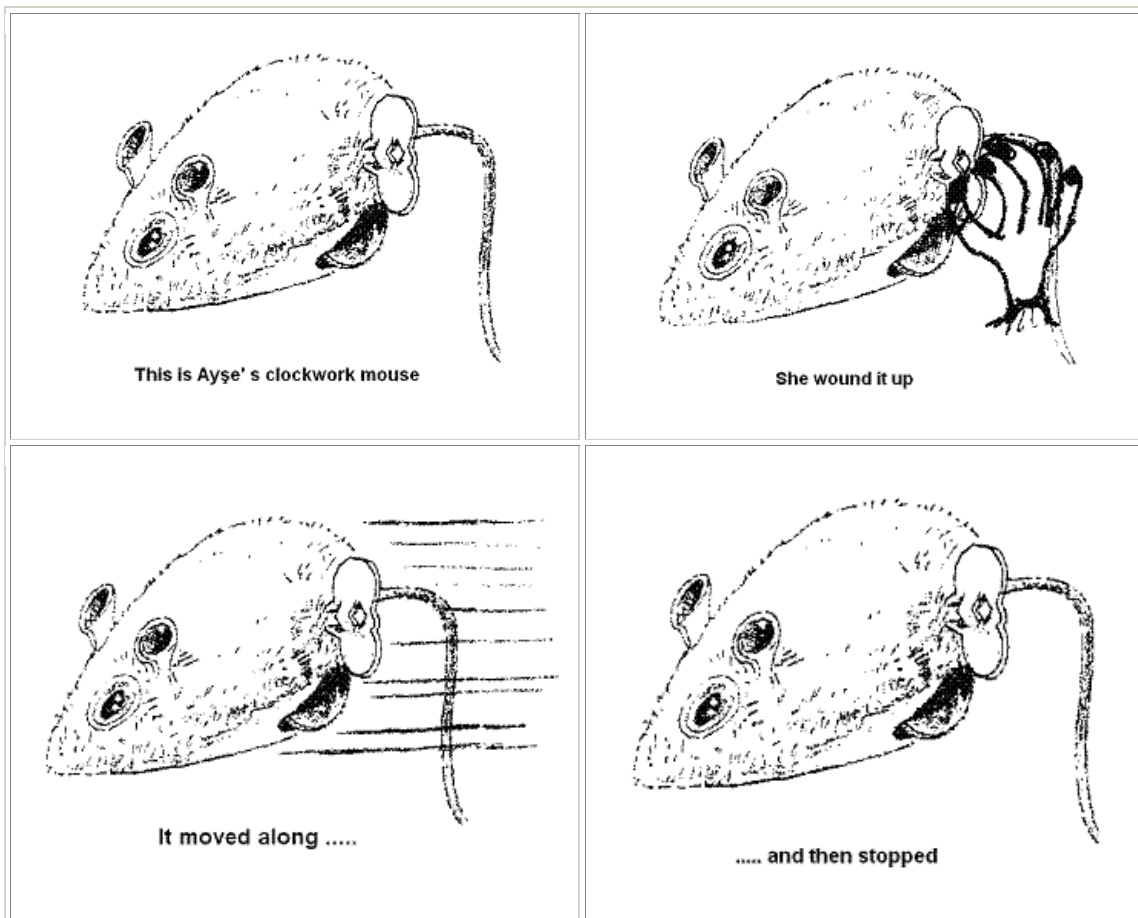 This is Ayşe' s clockwork mouse
She wound it up
It moved along .....
..... and then stopped